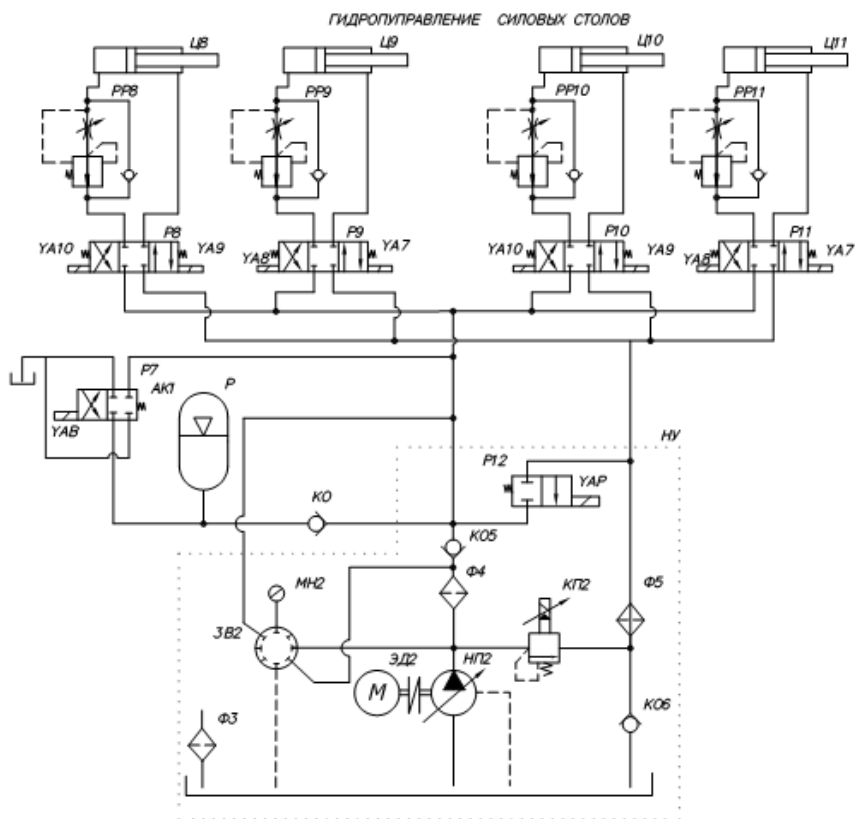 ГИДРОПУПРАВЛЕНИЕ СИЛОВЫХ СТОЛОВ
Ц8
Ц9
Ц10
Ц11
РР8
РР9
РР10
РР11
YA10
Р8
YA9
YA8
Р9
YA7
YA10
Р10
YA9
YA8
Р11
YA7
Р7
АК1
YAB
Р
НУ
Р12
YAP
КО
КО5
Ф4
МН2
КП2
Ф5
ЗВ2
ЭД2
НП2
М
Ф3
КО6